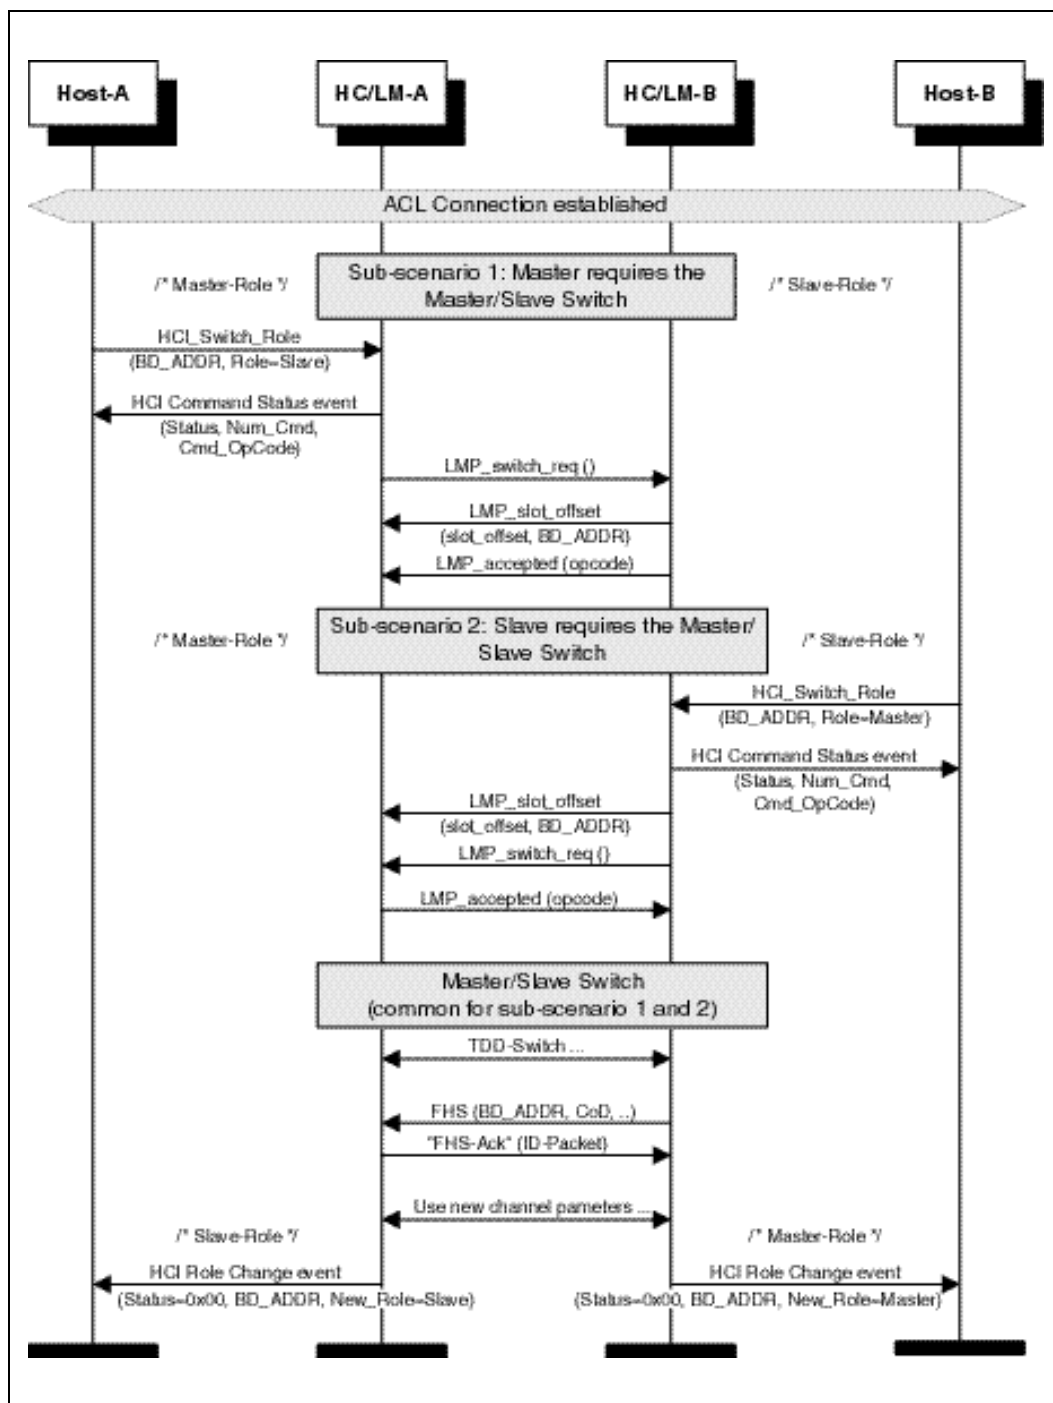 Host-A
HC/LM-A
HC/LM-B
Host-B
ACL Connection established
/* Master-Role */
Sub-scenario 1: Master requires the
Master/Slave Switch
/* Slave-Role */
HCI_Switch_Role
(BD_ADDR, Role=Slave)
HCI Command Status event
(Status, Num_Cmd,
Cmd_OpCode)
LMP_switch_req ()
LMP_slot_offset
(slot_offset, BD_ADDR)
LMP_accepted (opcode)
/* Master-Role */
Sub-scenario 2: Slave requires the Master/
Slave Switch
/* Slave-Role */
HCI_Switch_Role
(BD_ADDR, Role=Master)
HCI Command Status event
(Status, Num_Cmd,
Cmd_OpCode)
LMP_slot_offset
(slot_offset, BD_ADDR)
LMP_switch_req ()
LMP_accepted (opcode)
Master/Slave Switch
(common for sub-scenario 1 and 2)
TDD-Switch ...
FHS (BD_ADDR, CoD, ..)
"FHS-Ack" (ID-Packet)
Use new channel pameters ...
/* Slave-Role */
/* Master-Role */
HCI Role Change event
(Status=0x00, BD_ADDR, New_Role=Slave)
HCI Role Change event
(Status=0x00, BD_ADDR, New_Role=Master)